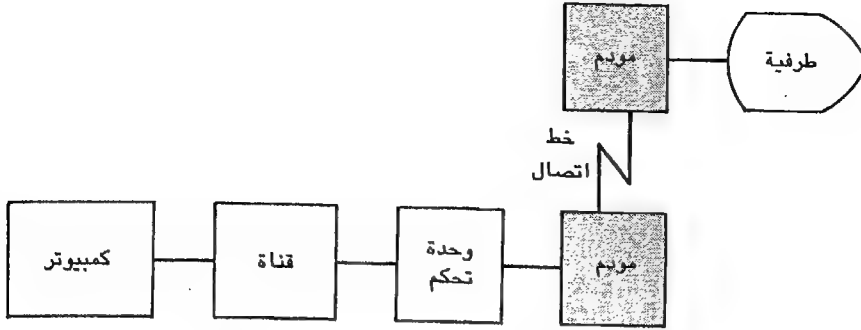 مودم
طرفية
خط
اتصال
كمبيوتر
قناة
وحدة
تحكم
مودم